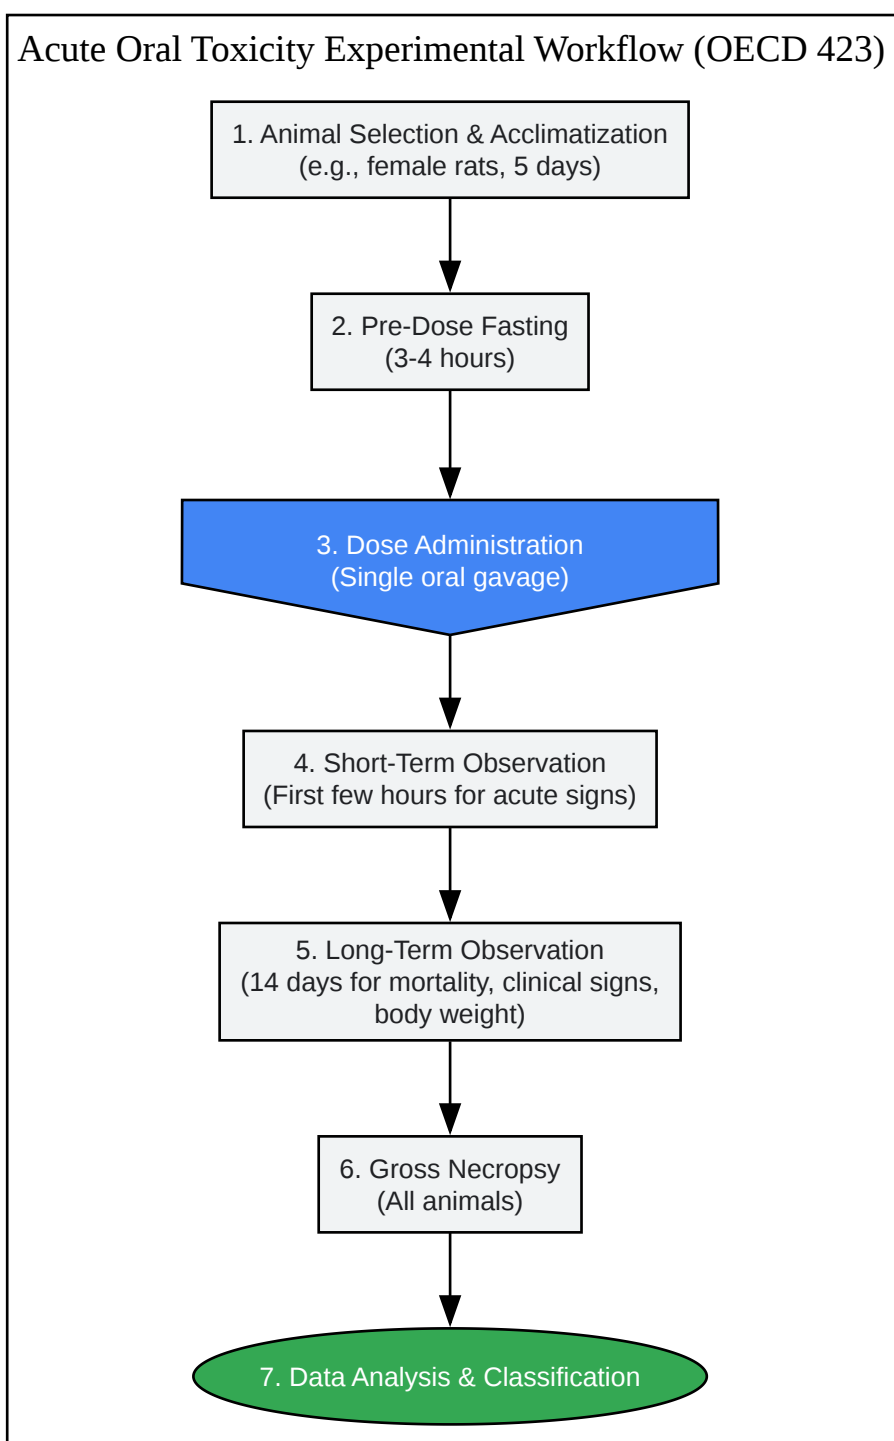 Acute Oral Toxicity Experimental Workflow (OECD 423)
1. Animal Selection & Acclimatization
(e.g., female rats, 5 days)
2. Pre-Dose Fasting
(3-4 hours)
3. Dose Administration
(Single oral gavage)
4. Short-Term Observation
(First few hours for acute signs)
5. Long-Term Observation
(14 days for mortality, clinical signs,
body weight)
6. Gross Necropsy
(All animals)
7. Data Analysis & Classification